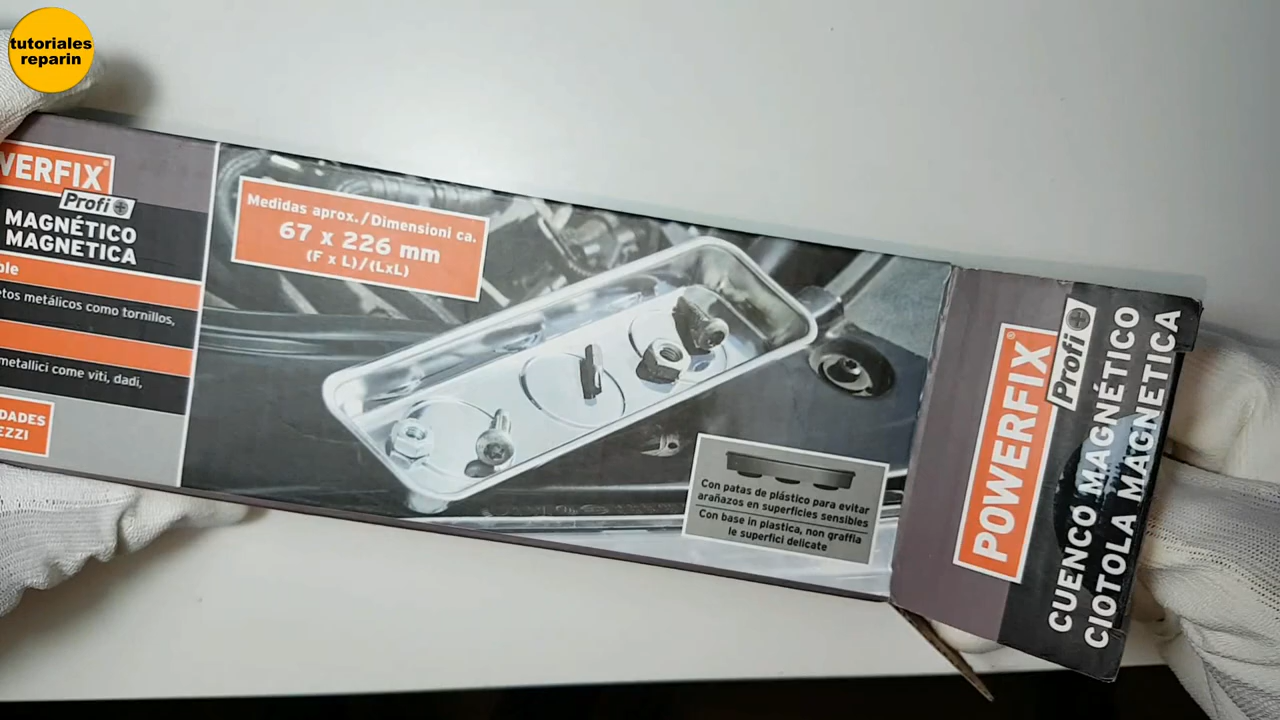 tutoriales
reparin
WERFIX®
Profi
MAGNÉTICO
MAGNETICA
etos metálicos como tornillos,
metallici come viti, dadi,
DADES
EZZI
Medidas aprox./Dimensioni ca.
67 x 226 mm
(F x L)/(LxL)
Con patas de plástico para evitar
arañazos en superficies sensibles
Con base in plastica, non graffia
le superfici delicate
POWERFIX®
Profi
CUENCO MAGNÉTICO
CIOTOLA MAGNETICA